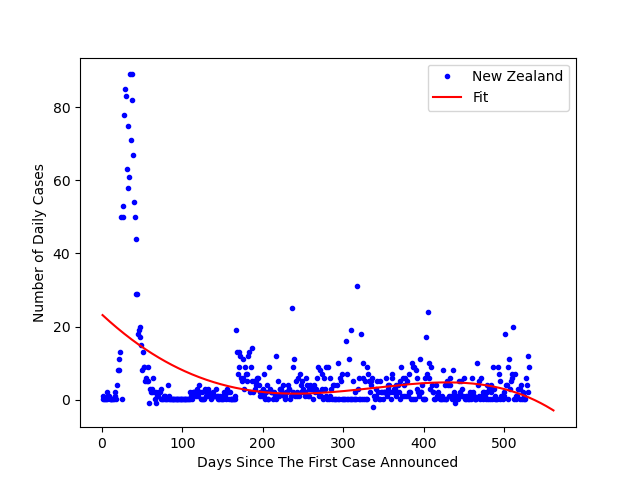 New Zealand
Fit
Number of Daily Cases
80
60
40
20
0
0 100 200 300 400 500
Days Since The First Case Announced